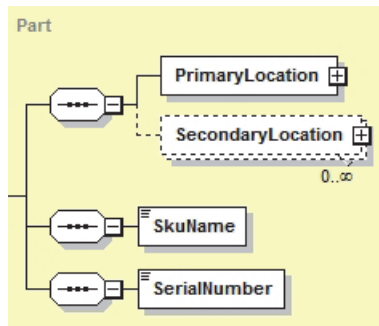 Part
PrimaryLocation
SecondaryLocation
0..∞
SkuName
SerialNumber